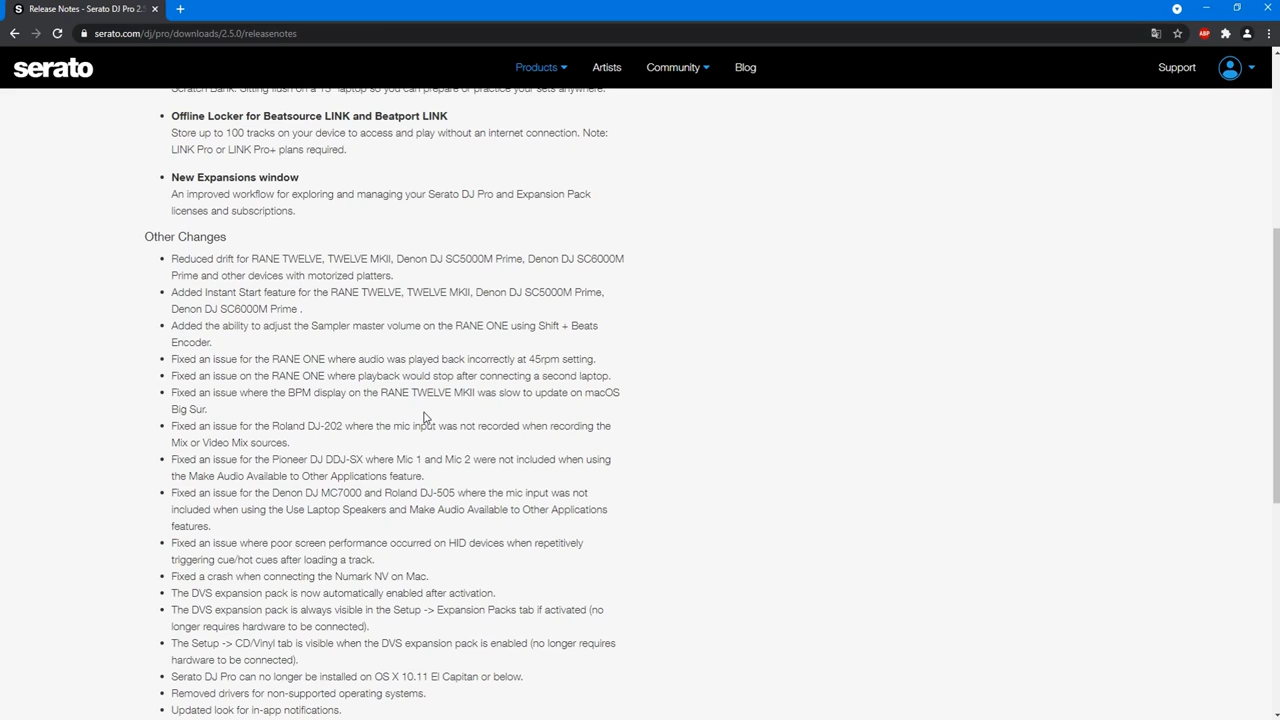 Release Notes - Serato DJ Pro 2.5
serato.com/dj/pro/downloads/2.5.0/releasenotes
ABP
serato
Products
Artists
Community
Blog
Support
Scratch Bank. Sitting flush on a 15" laptop so you can prepare or practice your sets anywhere.
• Offline Locker for Beatsource LINK and Beatport LINK
Store up to 100 tracks on your device to access and play without an internet connection. Note:
LINK Pro or LINK Pro+ plans required.
• New Expansions window
An improved workflow for exploring and managing your Serato DJ Pro and Expansion Pack
licenses and subscriptions.
Other Changes
• Reduced drift for RANE TWELVE, TWELVE MKII, Denon DJ SC5000M Prime, Denon DJ SC6000M
Prime and other devices with motorized platters.
• Added Instant Start feature for the RANE TWELVE, TWELVE MKII, Denon DJ SC5000M Prime,
Denon DJ SC6000M Prime .
• Added the ability to adjust the Sampler master volume on the RANE ONE using Shift + Beats
Encoder.
• Fixed an issue for the RANE ONE where audio was played back incorrectly at 45rpm setting.
• Fixed an issue on the RANE ONE where playback would stop after connecting a second laptop.
• Fixed an issue where the BPM display on the RANE TWELVE MKII was slow to update on macOS
Big Sur.
• Fixed an issue for the Roland DJ-202 where the mic input was not recorded when recording the
Mix or Video Mix sources.
• Fixed an issue for the Pioneer DJ DDJ-SX where Mic 1 and Mic 2 were not included when using
the Make Audio Available to Other Applications feature.
• Fixed an issue for the Denon DJ MC7000 and Roland DJ-505 where the mic input was not
included when using the Use Laptop Speakers and Make Audio Available to Other Applications
features.
• Fixed an issue where poor screen performance occurred on HID devices when repetitively
triggering cue/hot cues after loading a track.
• Fixed a crash when connecting the Numark NV on Mac.
• The DVS expansion pack is now automatically enabled after activation.
• The DVS expansion pack is always visible in the Setup -> Expansion Packs tab if activated (no
longer requires hardware to be connected).
• The Setup -> CD/Vinyl tab is visible when the DVS expansion pack is enabled (no longer requires
hardware to be connected).
• Serato DJ Pro can no longer be installed on OS X 10.11 El Capitan or below.
• Removed drivers for non-supported operating systems.
• Updated look for in-app notifications.